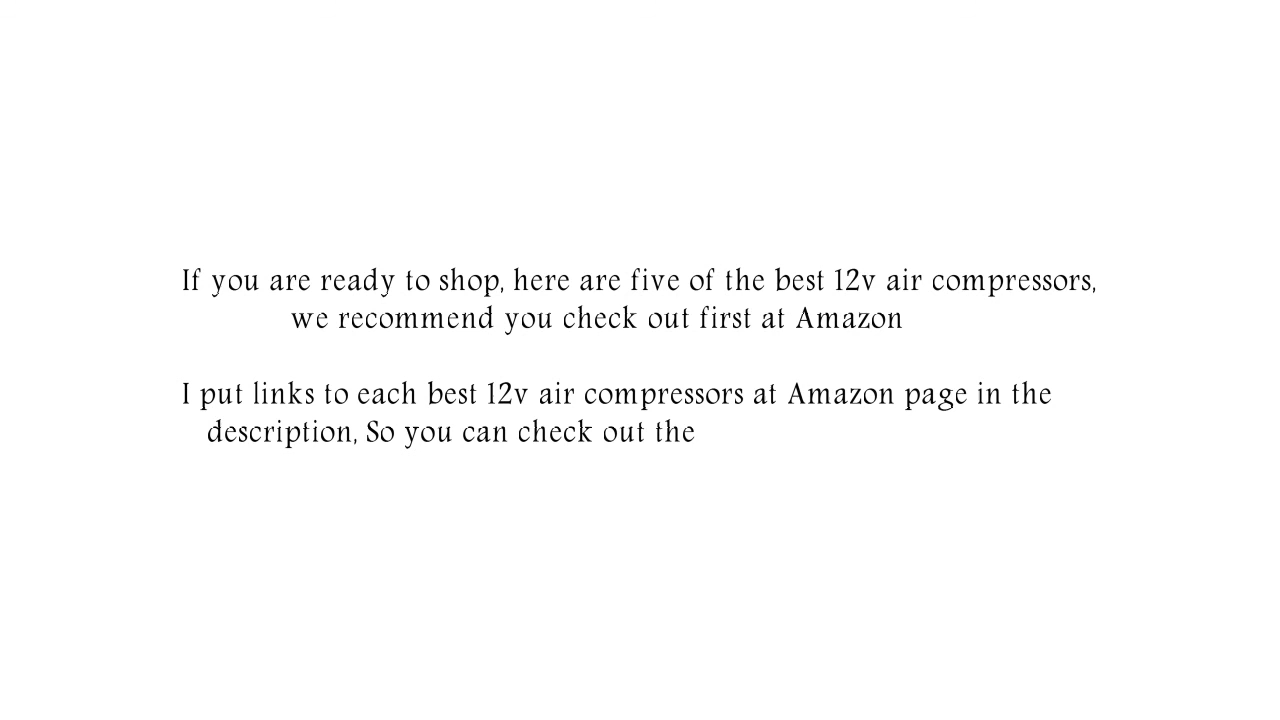 If you are ready to shop, here are five of the best 12v air compressors,
we recommend you check out first at Amazon
I put links to each best 12v air compressors at Amazon page in the
description, So you can check out the